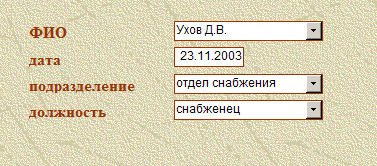 ФИО Ухов Д.В.
дата 23.11.2003
подразделение отдел снабжения
должность снабженец